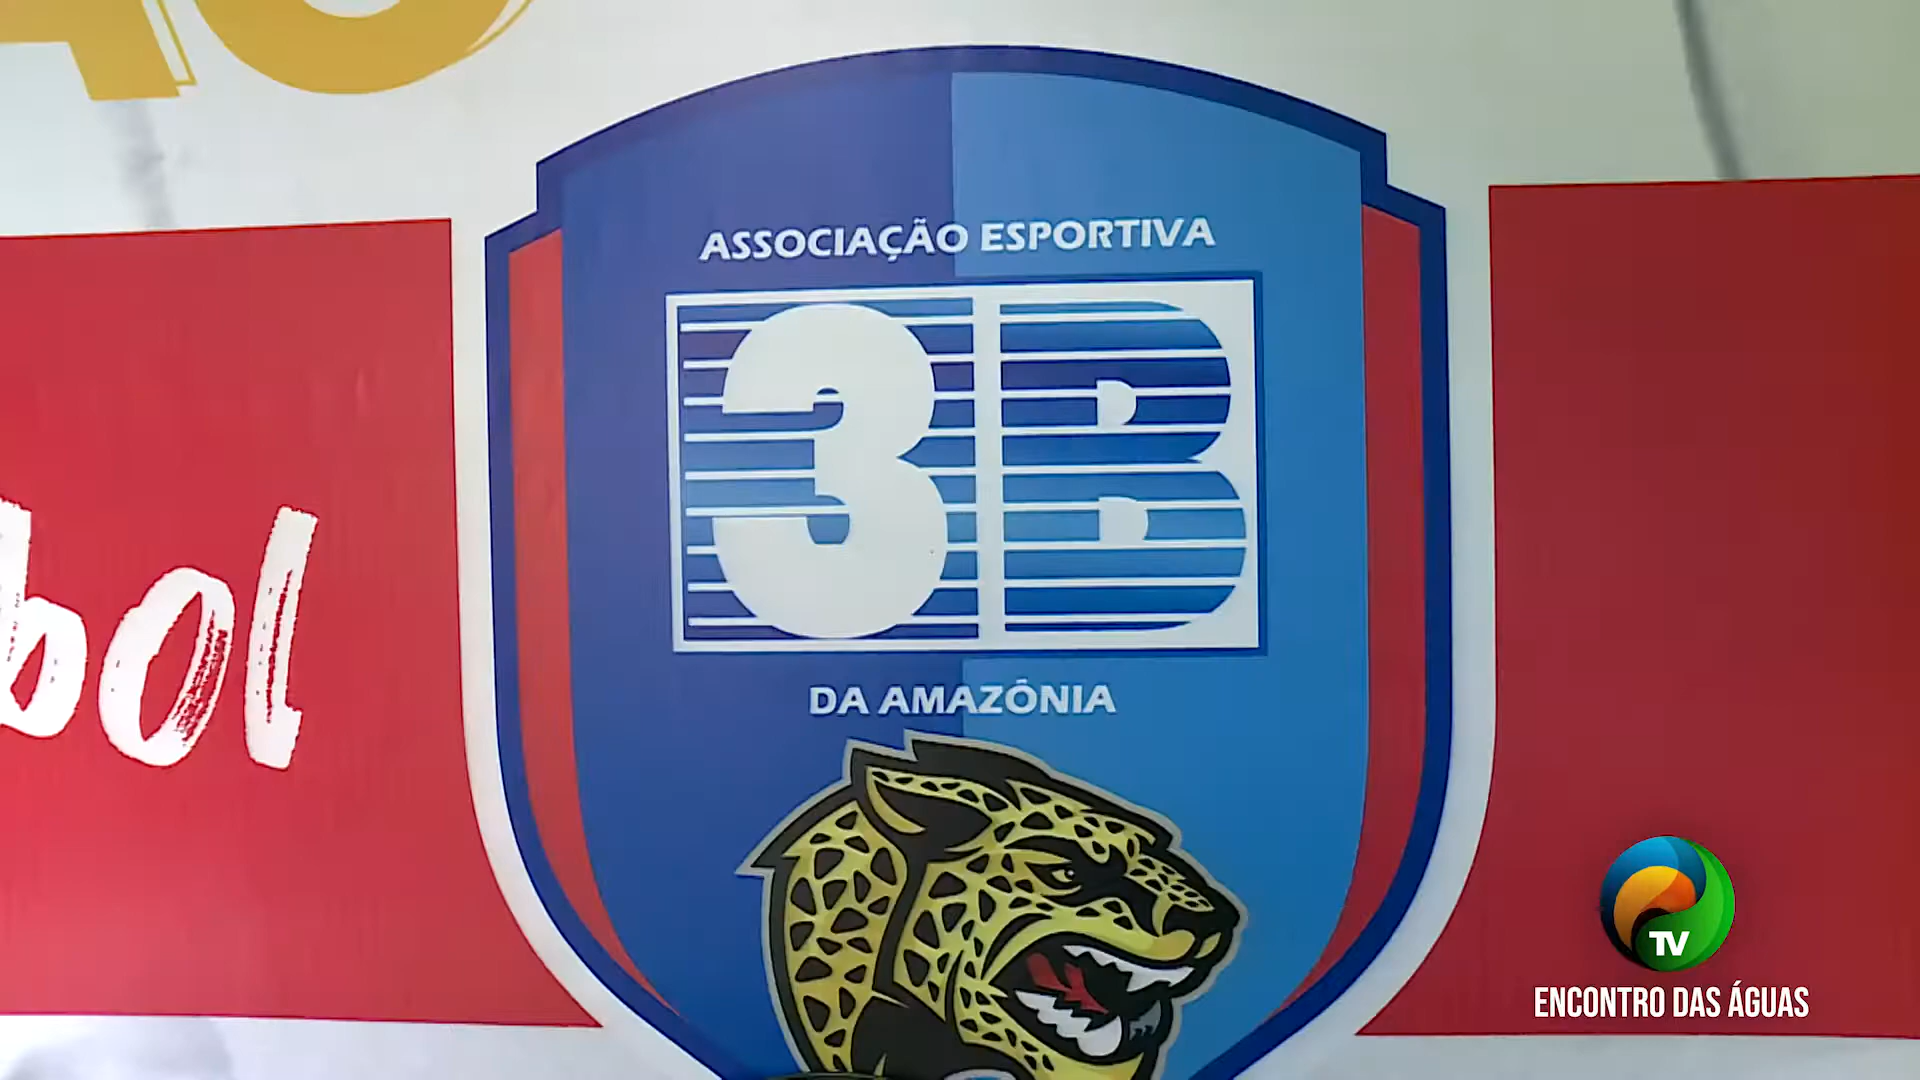 ASSOCIAÇÃO ESPORTIVA
3B
DA AMAZÔNIA
bol
TV
ENCONTRO DAS ÁGUAS